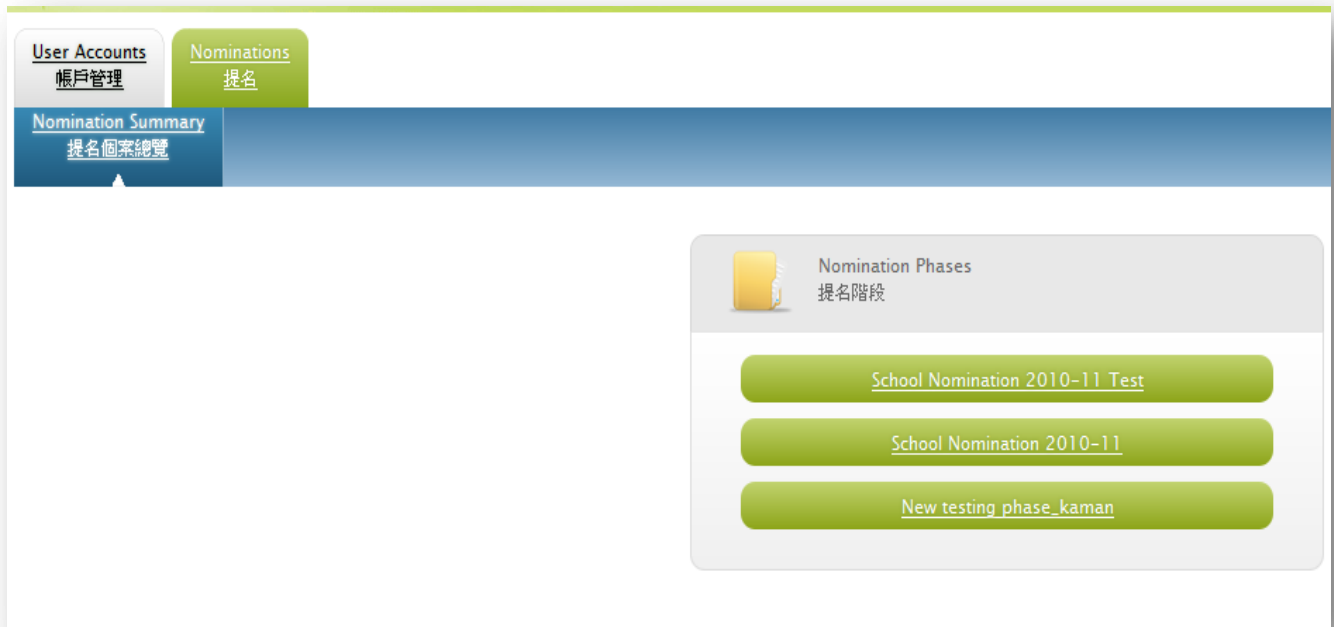 User Accounts
帳戶管理
Nominations
提名
Nomination Summary
提名個案總覽
Nomination Phases
提名階段
School Nomination 2010-11 Test
School Nomination 2010-11
New testing phase_kaman